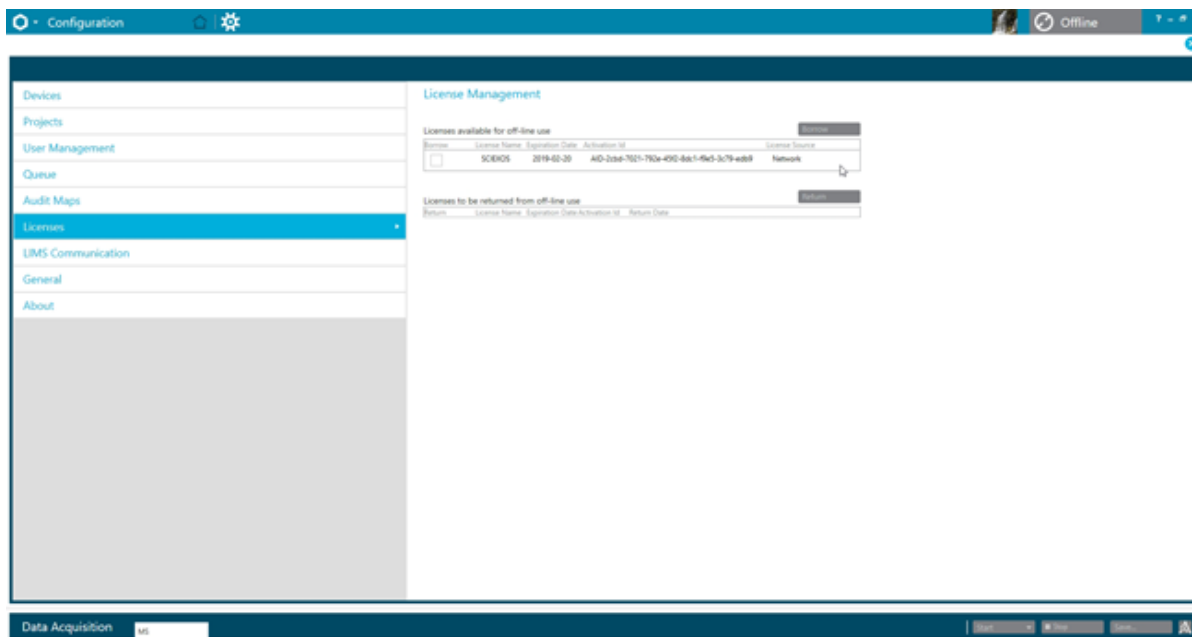 Configuration
Offline
?
Devices
Projects
User Management
Queue
Audit Maps
Licenses
LIMS Communication
General
About
License Management
Licenses available for off-line use
Borrow
Borrow License Name Expiration Date Activation Id License Source
SCIEXOS 2019-02-20 Network
Licenses to be returned from off-line use
Return
Return License Name Expiration Date Activation Id Return Date
Data Acquisition
MS
Start
Stop
Save...